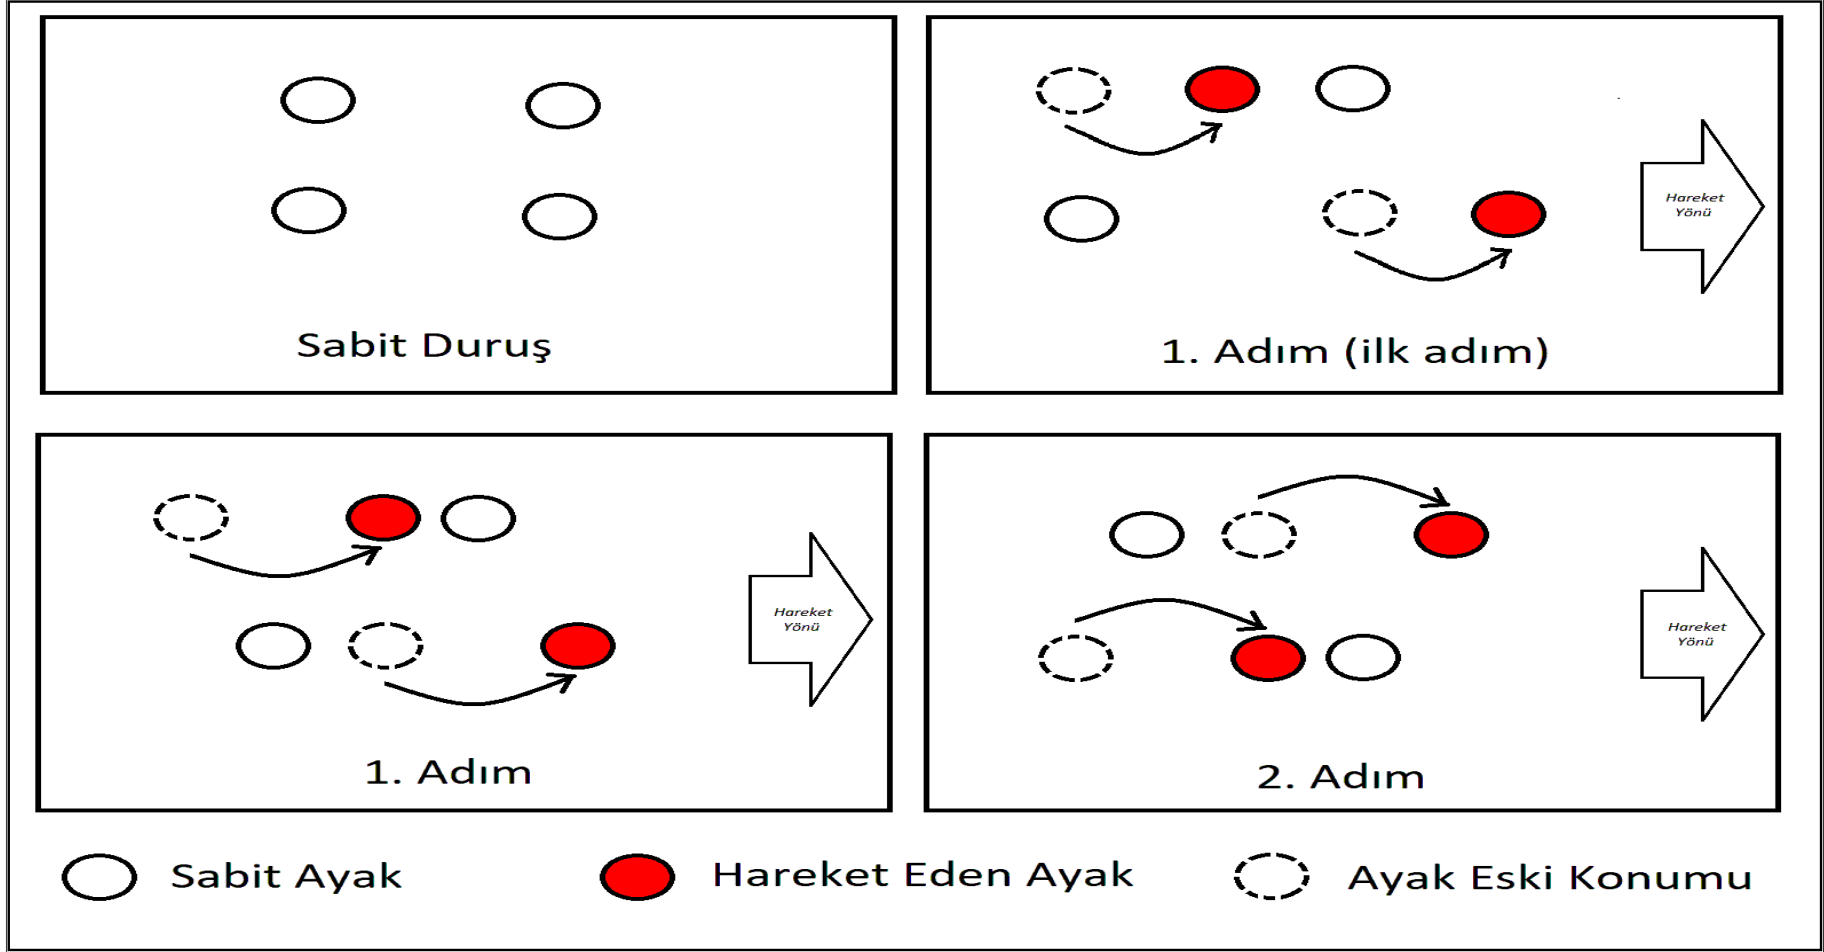 Sabit Duruş
1. Adım (ilk adım)
Hareket
Yönü
1. Adım
Hareket
Yönü
2. Adım
Hareket
Yönü
Sabit Ayak
Hareket Eden Ayak
Ayak Eski Konumu